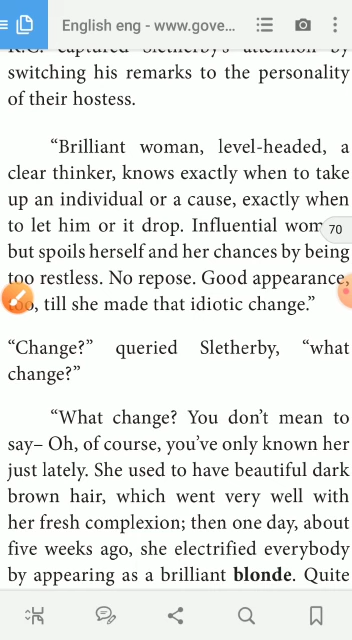 English eng - www.gove...
K.C. captured Sletherby's attention by
switching his remarks to the personality
of their hostess.
“Brilliant woman, level-headed, a
clear thinker, knows exactly when to take
up an individual or a cause, exactly when
to let him or it drop. Influential
70
but spoils herself and her chances by being
too restless. No repose. Good appearance,
too, till she made that idiotic change.”
“Change?” queried Sletherby, “what
change?”
“What change? You don’t mean to
say– Oh, of course, you’ve only known her
just lately. She used to have beautiful dark
brown hair, which went very well with
her fresh complexion; then one day, about
five weeks ago, she electrified everybody
by appearing as a brilliant blonde. Quite